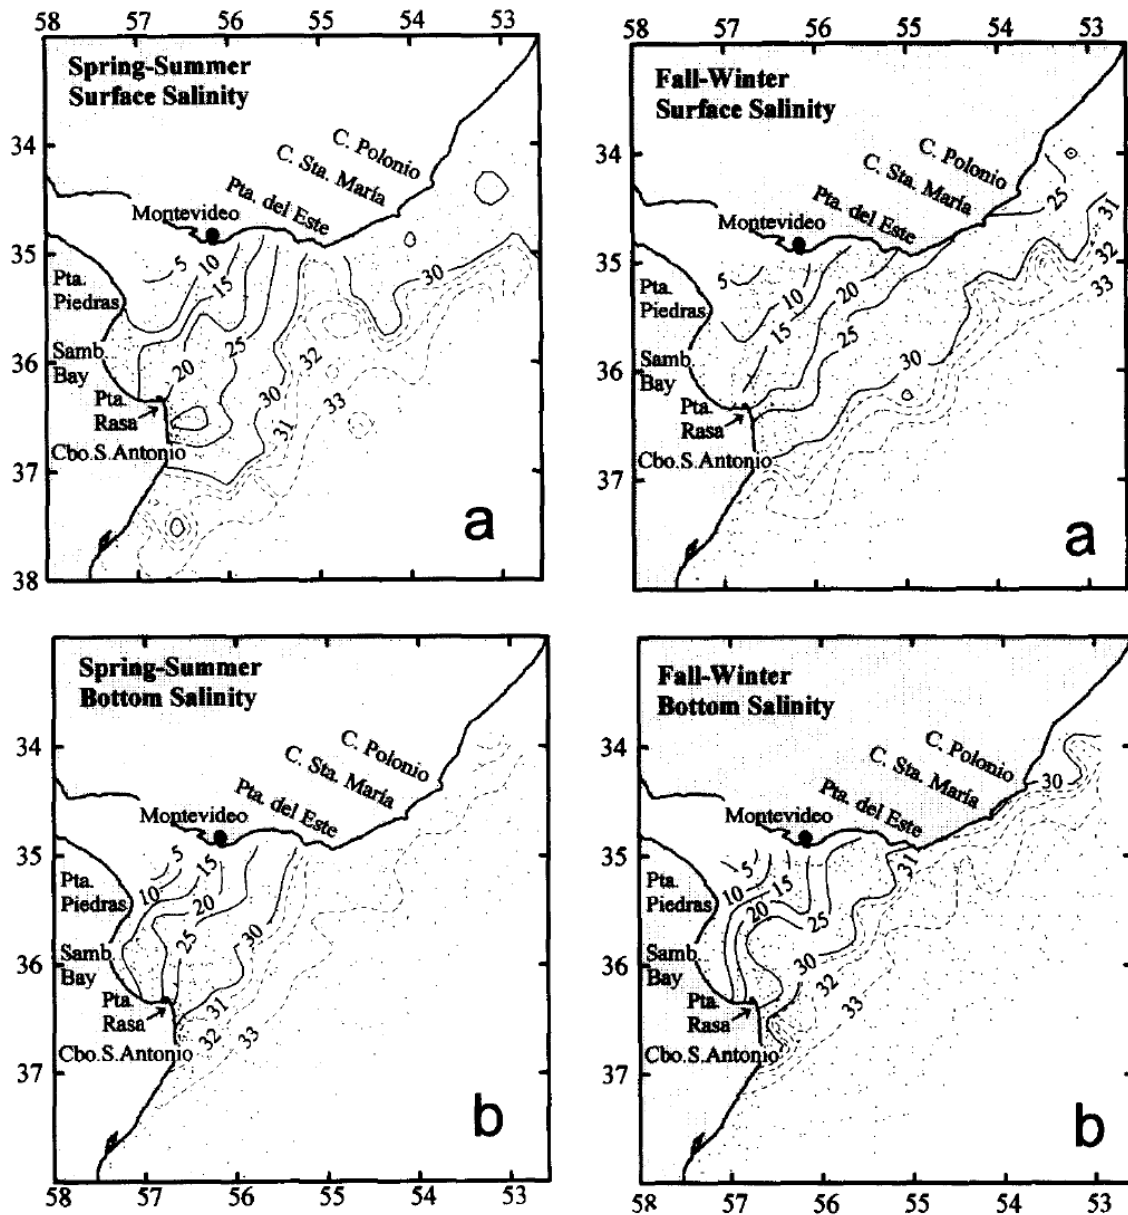 58 57 56 55 54 53
Spring-Summer
Surface Salinity
34
35
36
37
38
C. Polonio
C. Sta. María
Pta. del Este
Montevideo
Pta.
Piedras
Samb.
Bay
Pta.
Rasa
Cbo.S.Antonio
5
10
15
20
25
30
30
31
32
33
a
58 57 56 55 54 53
Fall-Winter
Surface Salinity
34
35
36
37
C. Polonio
C. Sta. María
Pta. del Este
Montevideo
Pta.
Piedras
Samb.
Bay
Pta.
Rasa
Cbo.S.Antonio
5
10
15
20
25
25
30
31
32
33
a
Spring-Summer
Bottom Salinity
34
35
36
37
C. Polonio
C. Sta. María
Pta. del Este
Montevideo
Pta.
Piedras
Samb.
Bay
Pta.
Rasa
Cbo.S.Antonio
5
10
15
20
25
30
31
32
33
b
58 57 56 55 54 53
Fall-Winter
Bottom Salinity
34
35
36
37
C. Polonio
C. Sta. María
Pta. del Este
Montevideo
Pta.
Piedras
Samb.
Bay
Pta.
Rasa
Cbo.S.Antonio
5
10
15
20
25
30
30
31
32
33
b
58 57 56 55 54 53